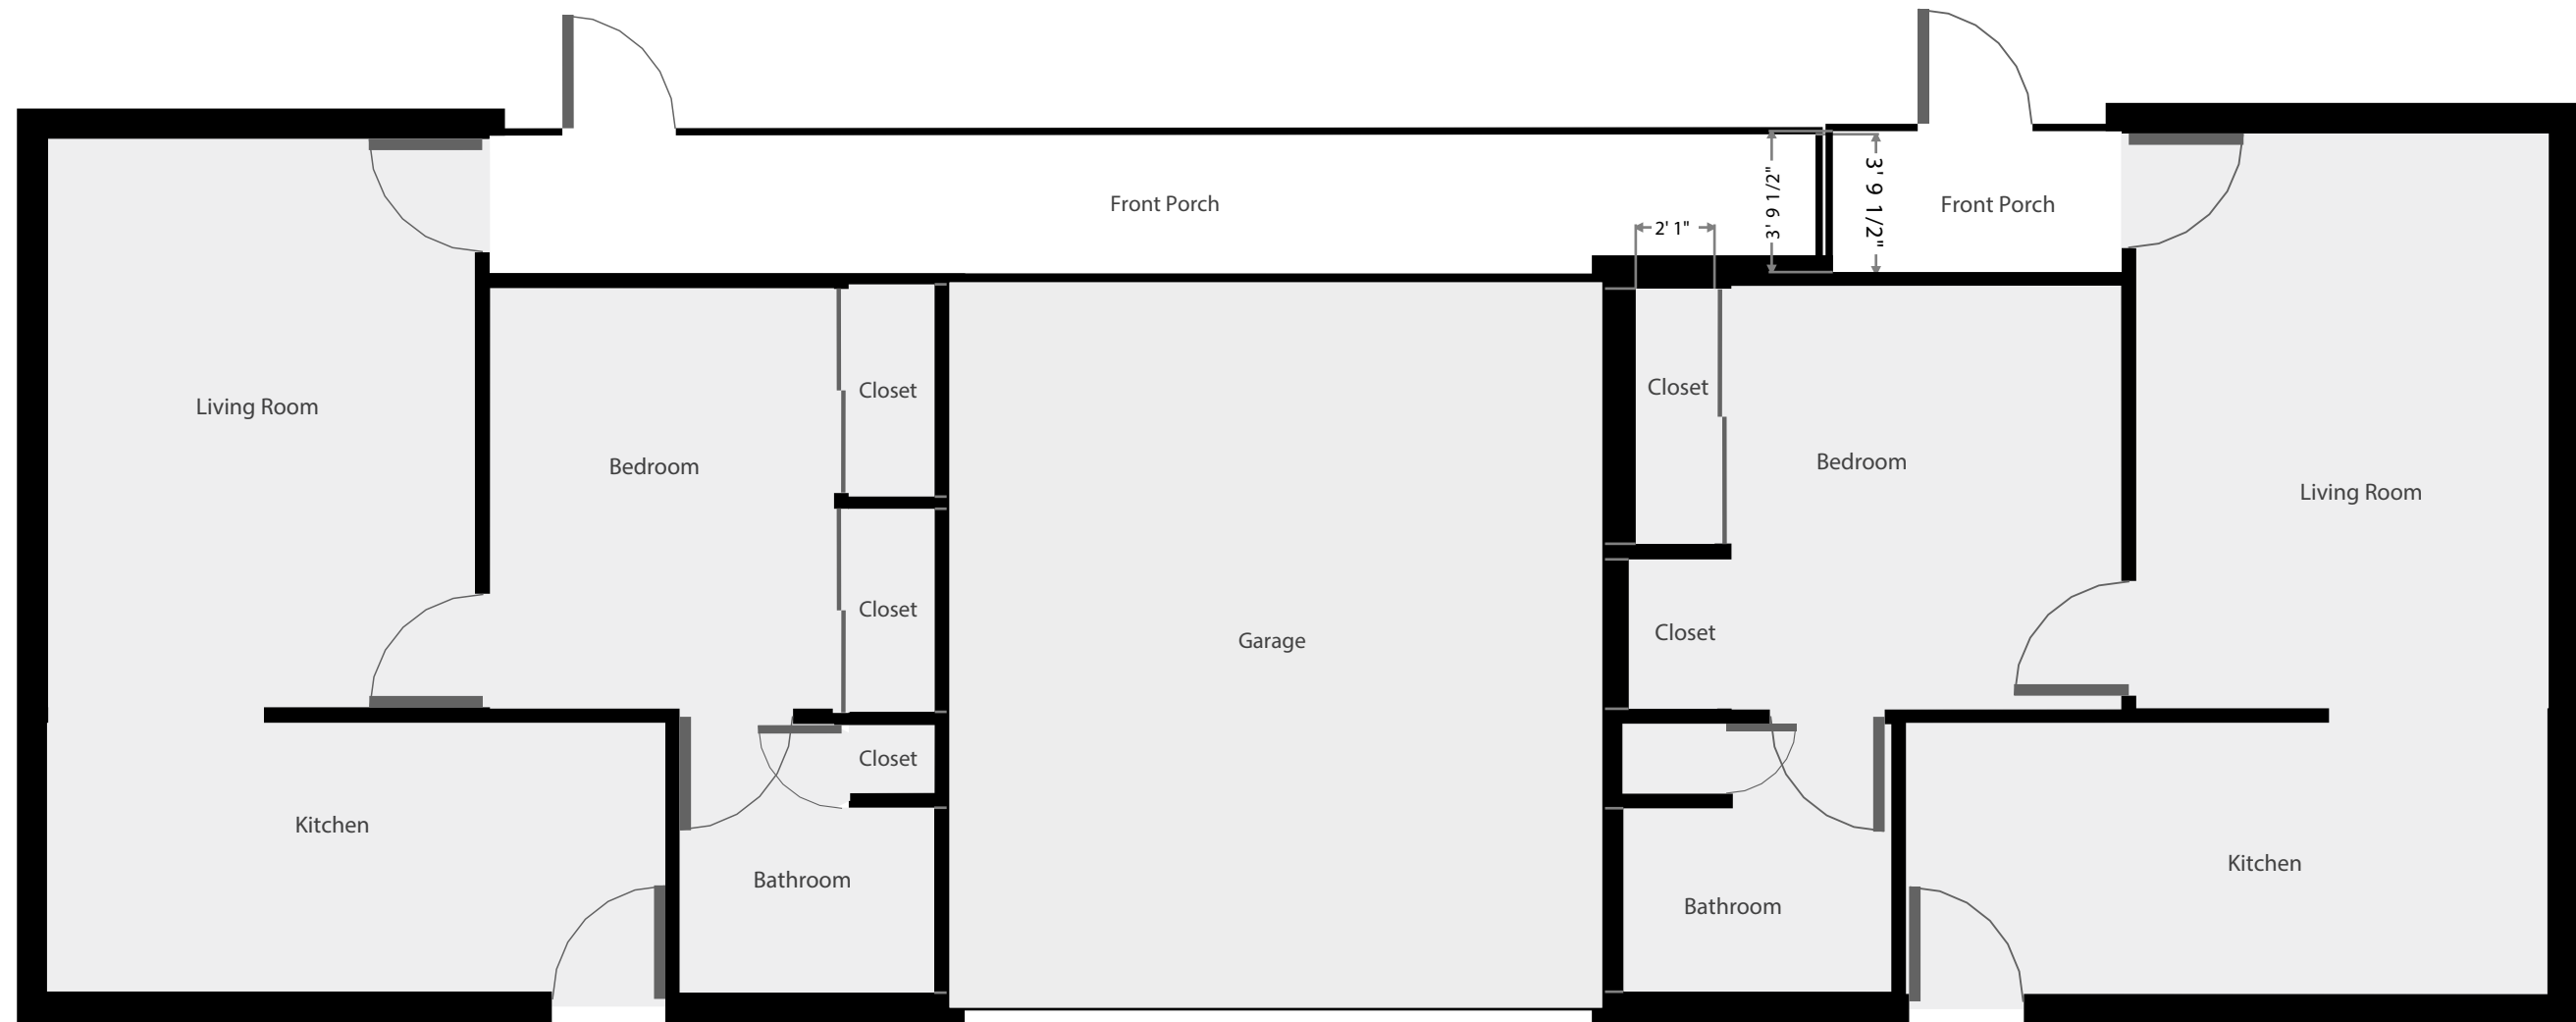 Front Porch
Front Porch
3' 9 1/2"
3' 9 1/2"
2' 1"
Closet
Closet
Living Room
Bedroom
Bedroom
Living Room
Closet
Closet
Garage
Closet
Kitchen
Kitchen
Bathroom
Bathroom